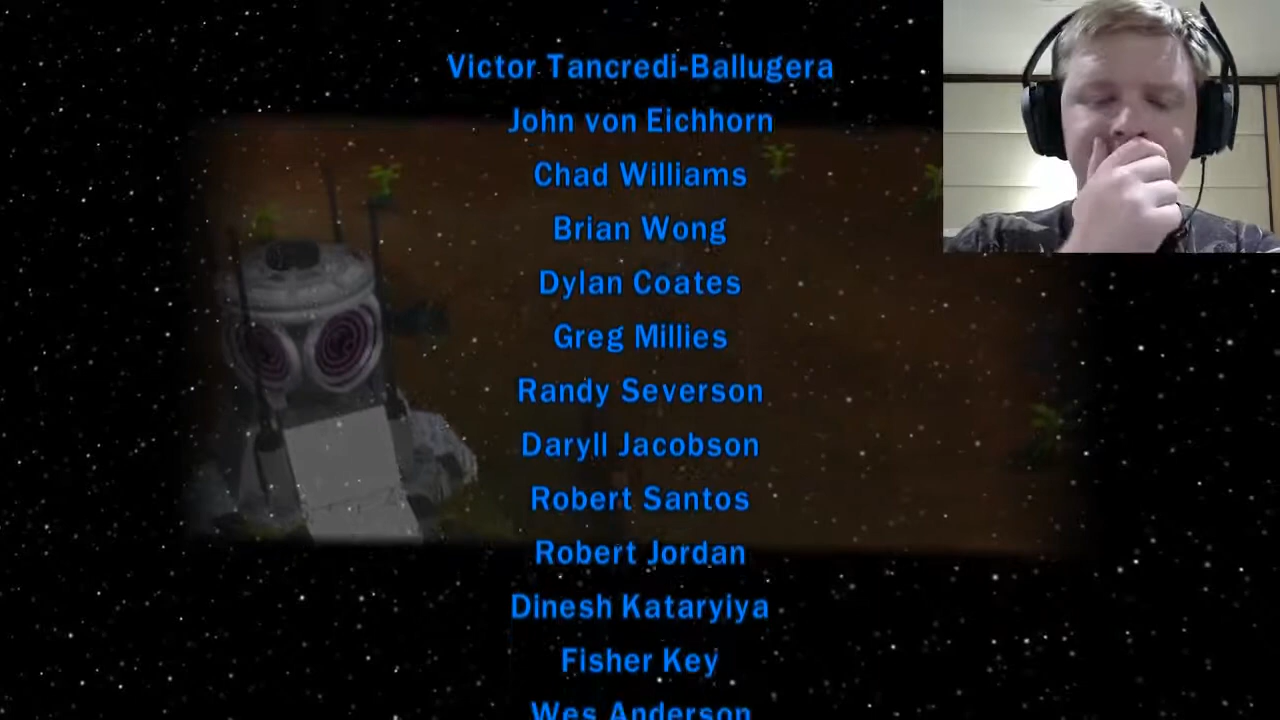 Victor Tancredi-Ballugera
John von Eichhorn
Chad Williams
Brian Wong
Dylan Coates
Greg Millies
Randy Severson
Daryll Jacobson
Robert Santos
Robert Jordan
Dinesh Kataryiya
Fisher Key
Wes Anderson